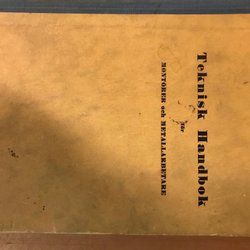 Teknisk Handbok
för
MONTÖRER och METALLARBETARE